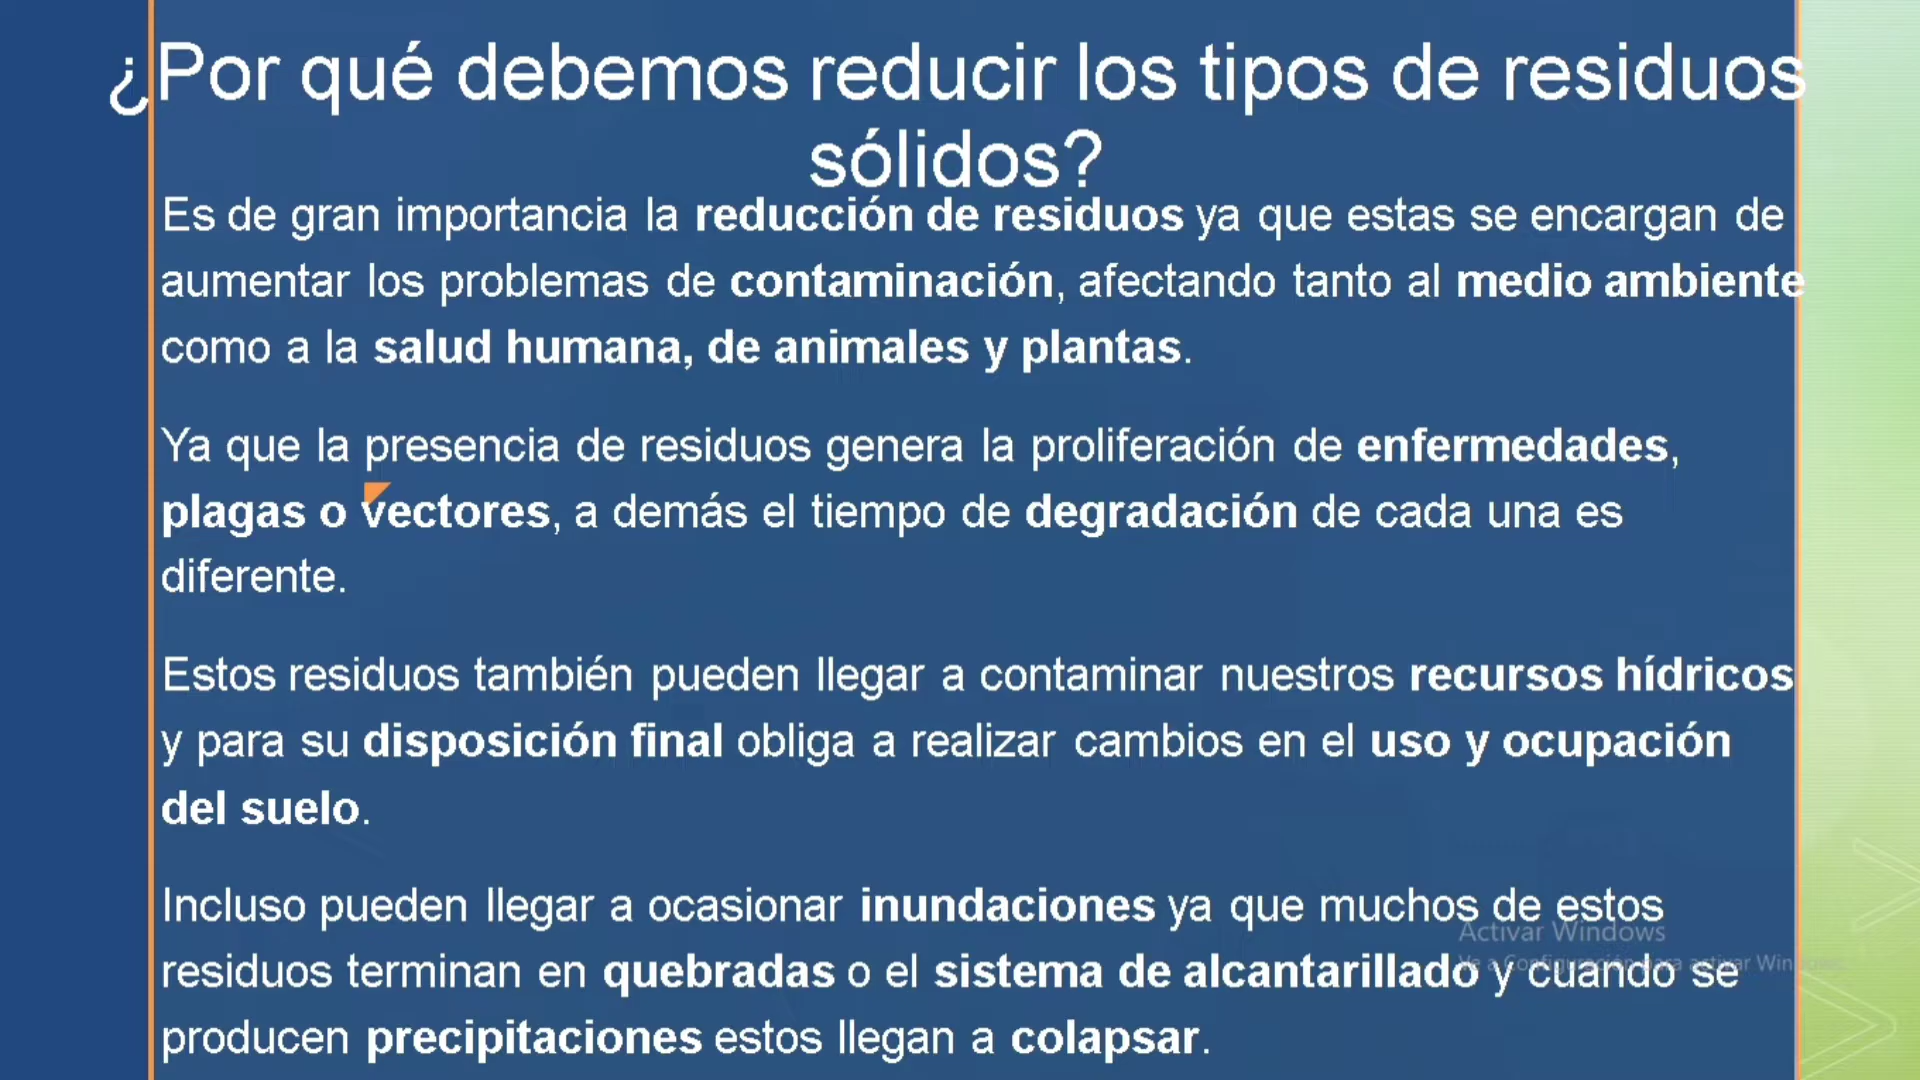 ¿Por qué debemos reducir los tipos de residuos
sólidos?
Es de gran importancia la reducción de residuos ya que estas se encargan de
aumentar los problemas de contaminación, afectando tanto al medio ambiente
como a la salud humana, de animales y plantas.
Ya que la presencia de residuos genera la proliferación de enfermedades,
plagas o vectores, a demás el tiempo de degradación de cada una es
diferente.
Estos residuos también pueden llegar a contaminar nuestros recursos hídricos
y para su disposición final obliga a realizar cambios en el uso y ocupación
del suelo.
Incluso pueden llegar a ocasionar inundaciones ya que muchos de estos
residuos terminan en quebradas o el sistema de alcantarillado y cuando se
producen precipitaciones estos llegan a colapsar.
Activar Windows
Ve a Configuración para activar Windows.